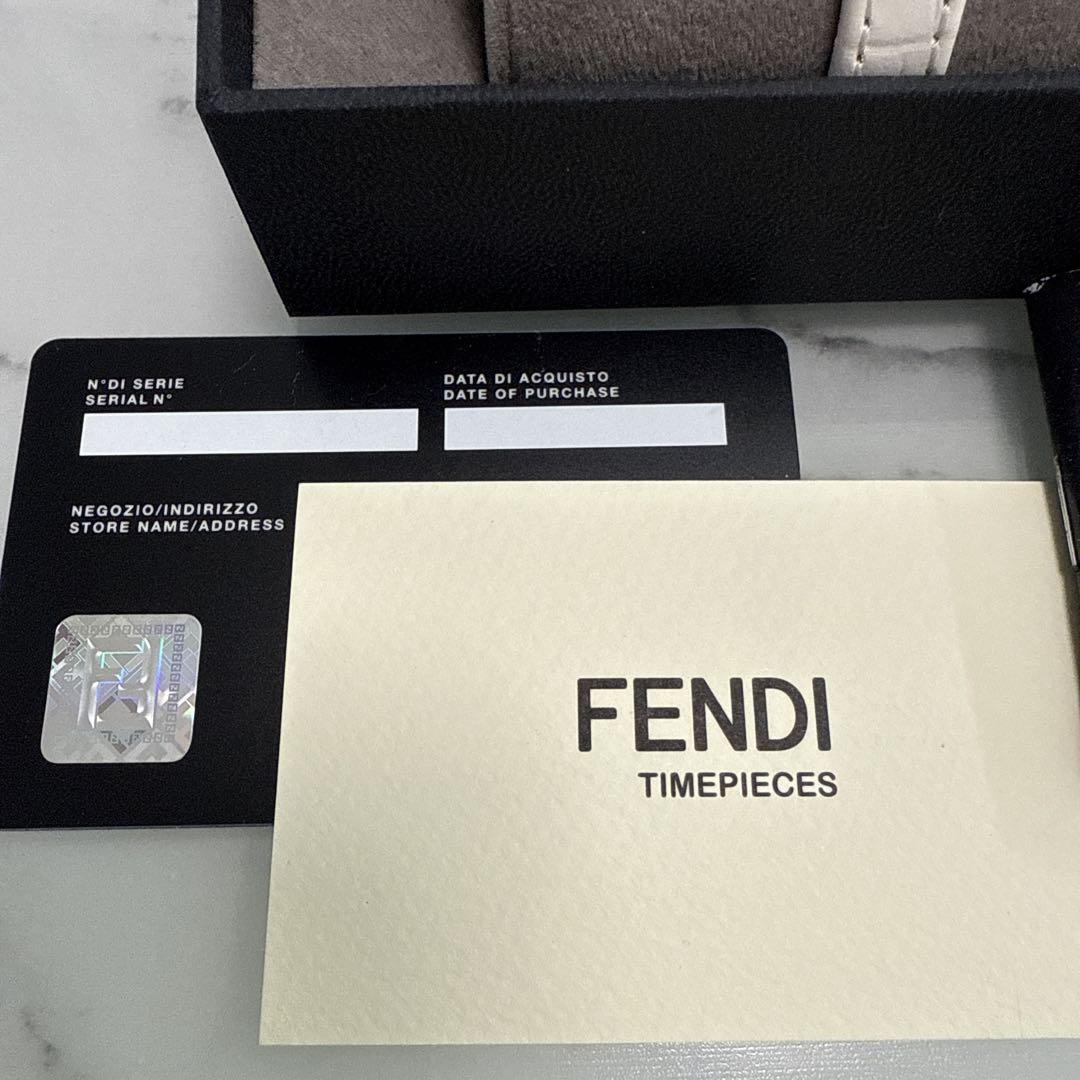 N°DI SERIE
SERIAL N°
DATA DI ACQUISTO
DATE OF PURCHASE
NEGOZIO/INDIRIZZO
STORE NAME/ADDRESS
FENDI
TIMEPIECES